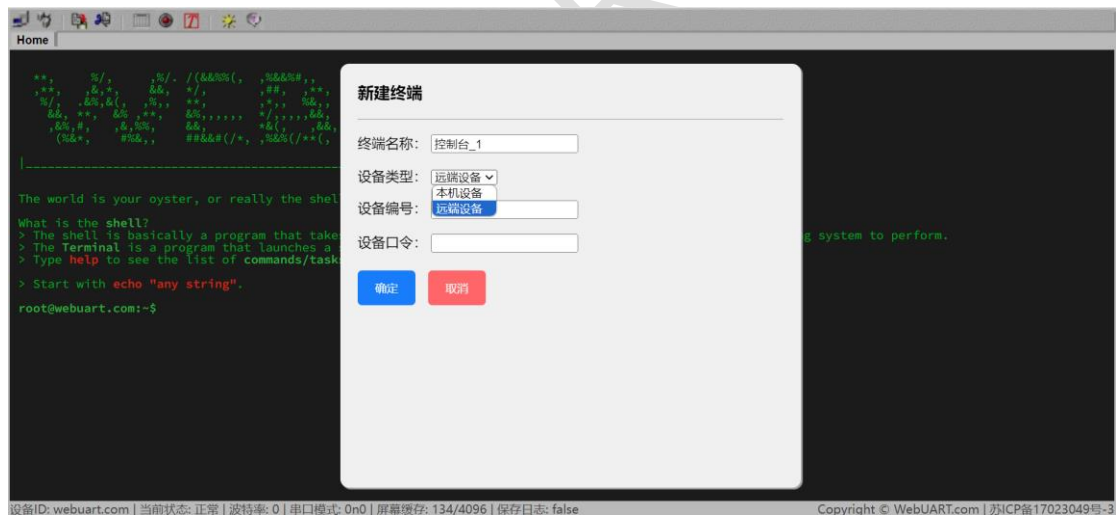 Home
新建终端
终端名称： 控制台_1
设备类型： 远端设备
本机设备
设备编号： 远端设备
设备口令：
确定 取消
The world is your oyster, or really the shel
What is the shell?
> The shell is basically a program that take g system to perform.
> The Terminal is a program that launches a
> Type help to see the list of commands/task
> Start with echo "any string".
root@webuart.com:~$
设备ID: webuart.com | 当前状态: 正常 | 波特率: 0 | 串口模式: 0n0 | 屏幕缓存: 134/4096 | 保存日志: false Copyright © WebUART.com | 苏ICP备17023049号-3